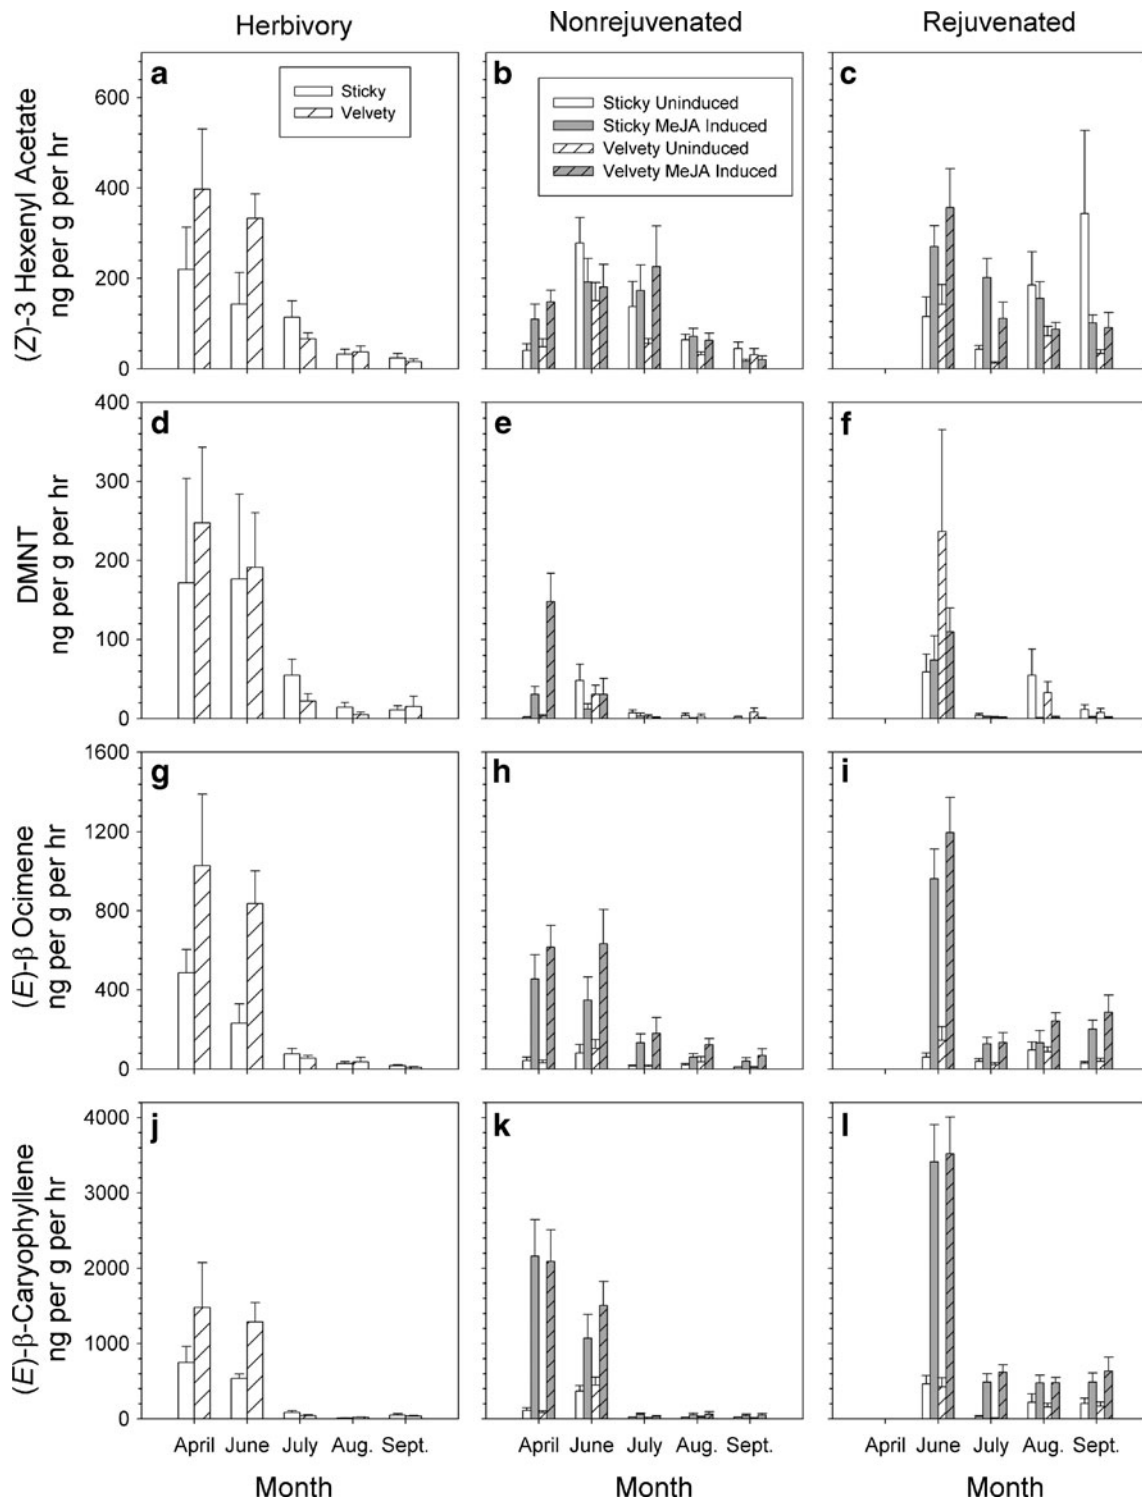 Herbivory
Nonrejuvenated
Rejuvenated
(Z)-3 Hexenyl Acetate
ng per g per hr
600
400
200
0
a
Sticky
Velvety
b
Sticky Uninduced
Sticky MeJA Induced
Velvety Uninduced
Velvety MeJA Induced
c
DMNT
ng per g per hr
400
300
200
100
0
d
e
f
(E)-β Ocimene
ng per g per hr
1600
1200
800
400
0
g
h
i
(E)-β-Caryophyllene
ng per g per hr
4000
3000
2000
1000
0
j
k
l
April June July Aug. Sept.
April June July Aug. Sept.
April June July Aug. Sept.
Month
Month
Month